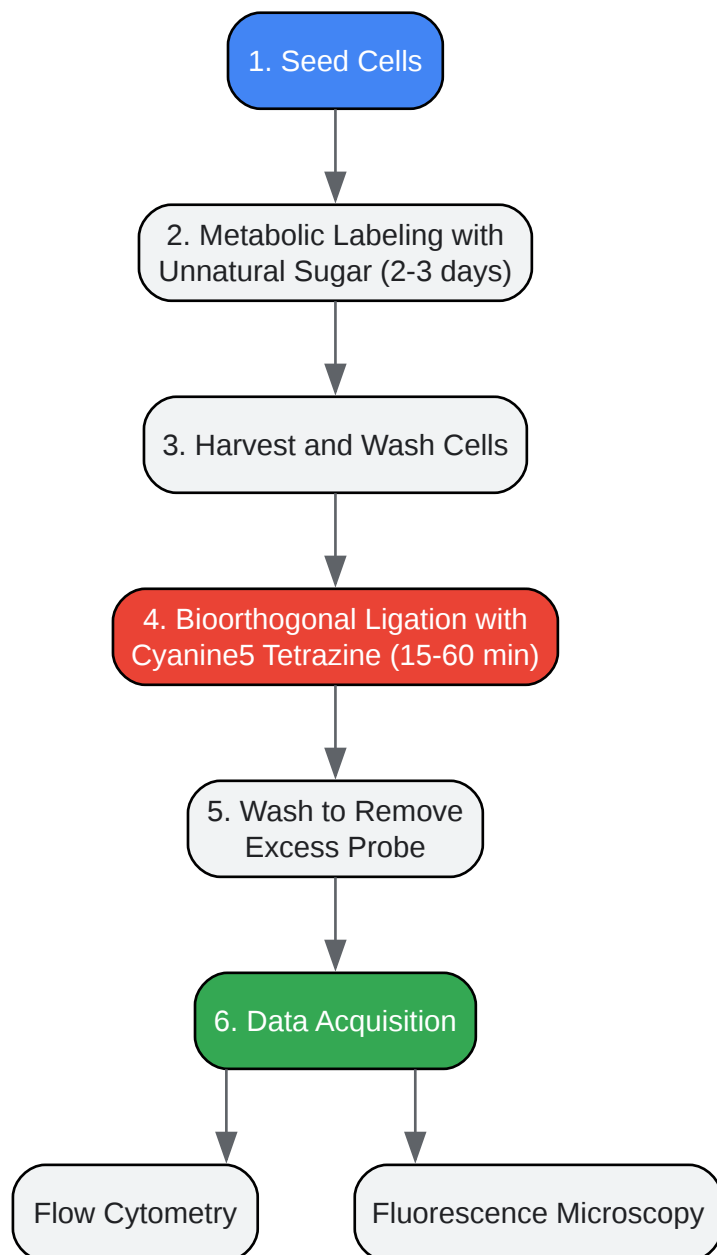 1. Seed Cells
2. Metabolic Labeling with
Unnatural Sugar (2-3 days)
3. Harvest and Wash Cells
4. Bioorthogonal Ligation with
Cyanine5 Tetrazine (15-60 min)
5. Wash to Remove
Excess Probe
6. Data Acquisition
Flow Cytometry
Fluorescence Microscopy